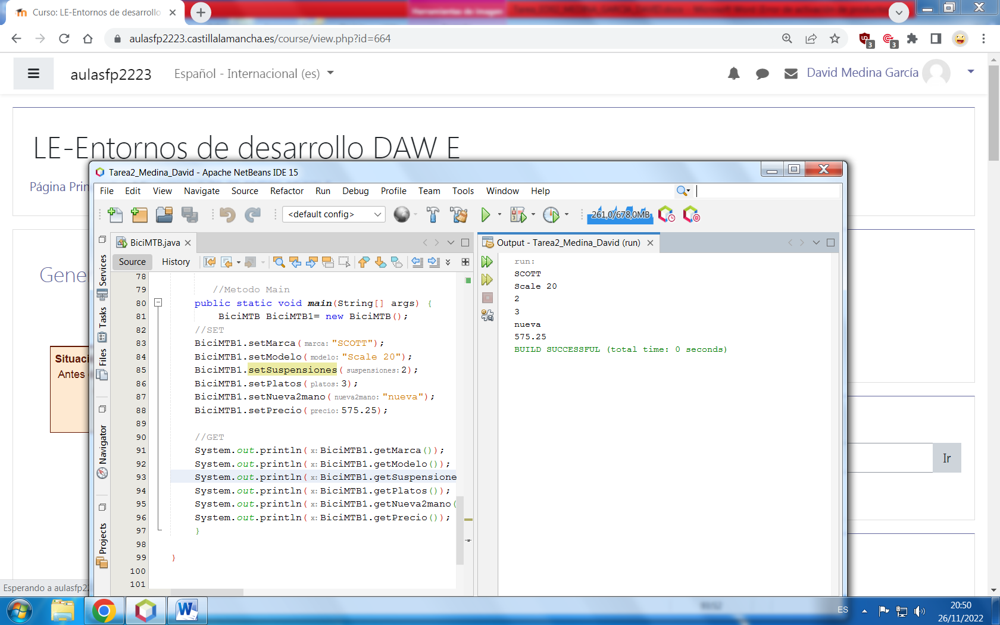 Curso: LE-Entornos de desarrollo
Herramientas de imagen
aulasfp2223.castillalamancha.es/course/view.php?id=664
3
3
aulasfp2223
Español - Internacional (es)
David Medina García
LE-Entornos de desarrollo DAW E
Página Prin
Gene
Situaci
Antes
Ir
Esperando a aulasfp22
Tarea2_Medina_David - Apache NetBeans IDE 15
File Edit View Navigate Source Refactor Run Debug Profile Team Tools Window Help
<default config>
261,0/678,0MB
BiciMTB.java
Source History
Services
Tasks
Files
Navigator
Projects
78
79 //Metodo Main
80 public static void main(String[] args) {
81 BiciMTB BiciMTB1= new BiciMTB();
82 //SET
83 BiciMTB1.setMarca( marca: "SCOTT");
84 BiciMTB1.setModelo( modelo: "Scale 20");
85 BiciMTB1.setSuspensiones( suspensiones: 2);
86 BiciMTB1.setPlatos( platos: 3);
87 BiciMTB1.setNueva2mano( nueva2mano: "nueva");
88 BiciMTB1.setPrecio( precio: 575.25);
89
90 //GET
91 System.out.println( x: BiciMTB1.getMarca());
92 System.out.println( x: BiciMTB1.getModelo());
93 System.out.println( x: BiciMTB1.getSuspensione
94 System.out.println( x: BiciMTB1.getPlatos());
95 System.out.println( x: BiciMTB1.getNueva2mano(
96 System.out.println( x: BiciMTB1.getPrecio());
97 }
98
99 }
100
101
Output - Tarea2_Medina_David (run)
run:
SCOTT
Scale 20
2
3
nueva
575.25
BUILD SUCCESSFUL (total time: 0 seconds)
ES
20:50
26/11/2022